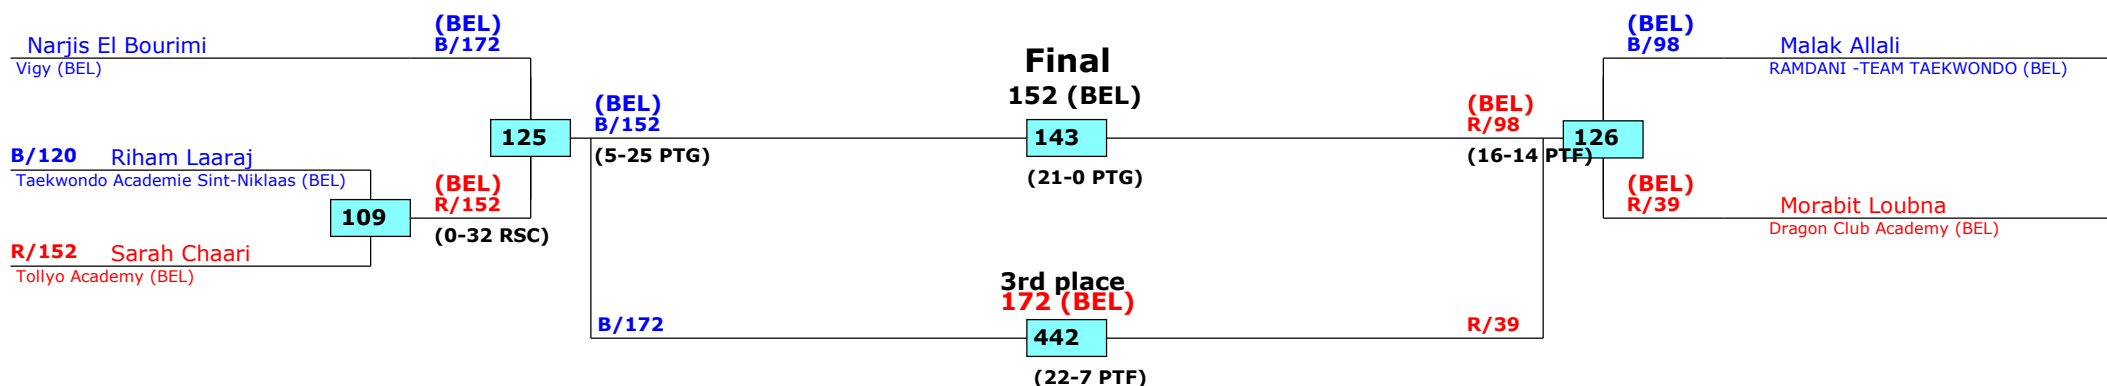 (BEL)
B/172
Narjis El Bourimi
Vigy (BEL)
B/120 Riham Laaraj
Taekwondo Academie Sint-Niklaas (BEL)
R/152 Sarah Chaari
Tollyo Academy (BEL)
109
(BEL)
R/152
(0-32 RSC)
125
(BEL)
B/152
(5-25 PTG)
Final
152 (BEL)
143
(21-0 PTG)
3rd place
172 (BEL)
B/172
442
R/39
(22-7 PTF)
(BEL)
R/98
(16-14 PTF)
126
(BEL)
B/98
Malak Allali
RAMDANI -TEAM TAEKWONDO (BEL)
(BEL)
R/39
Morabit Loubna
Dragon Club Academy (BEL)